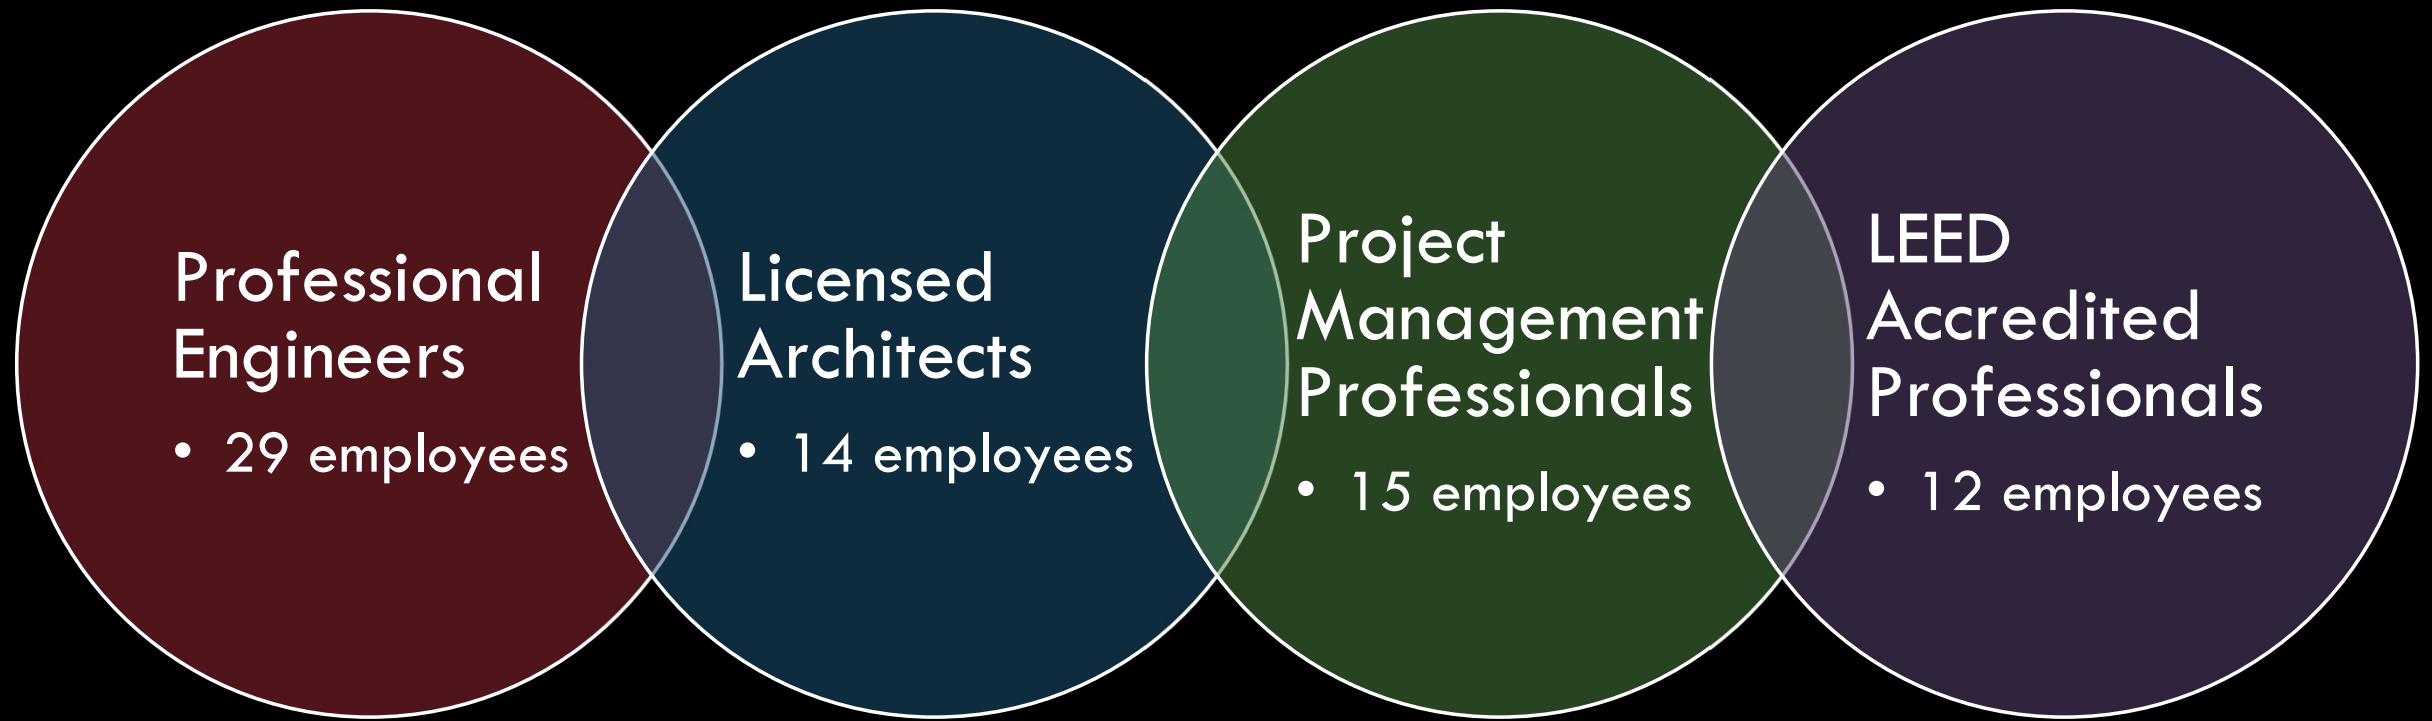 Professional
Engineers
• 29 employees
Licensed
Architects
• 14 employees
Project
Management
Professionals
• 15 employees
LEED
Accredited
Professionals
• 12 employees